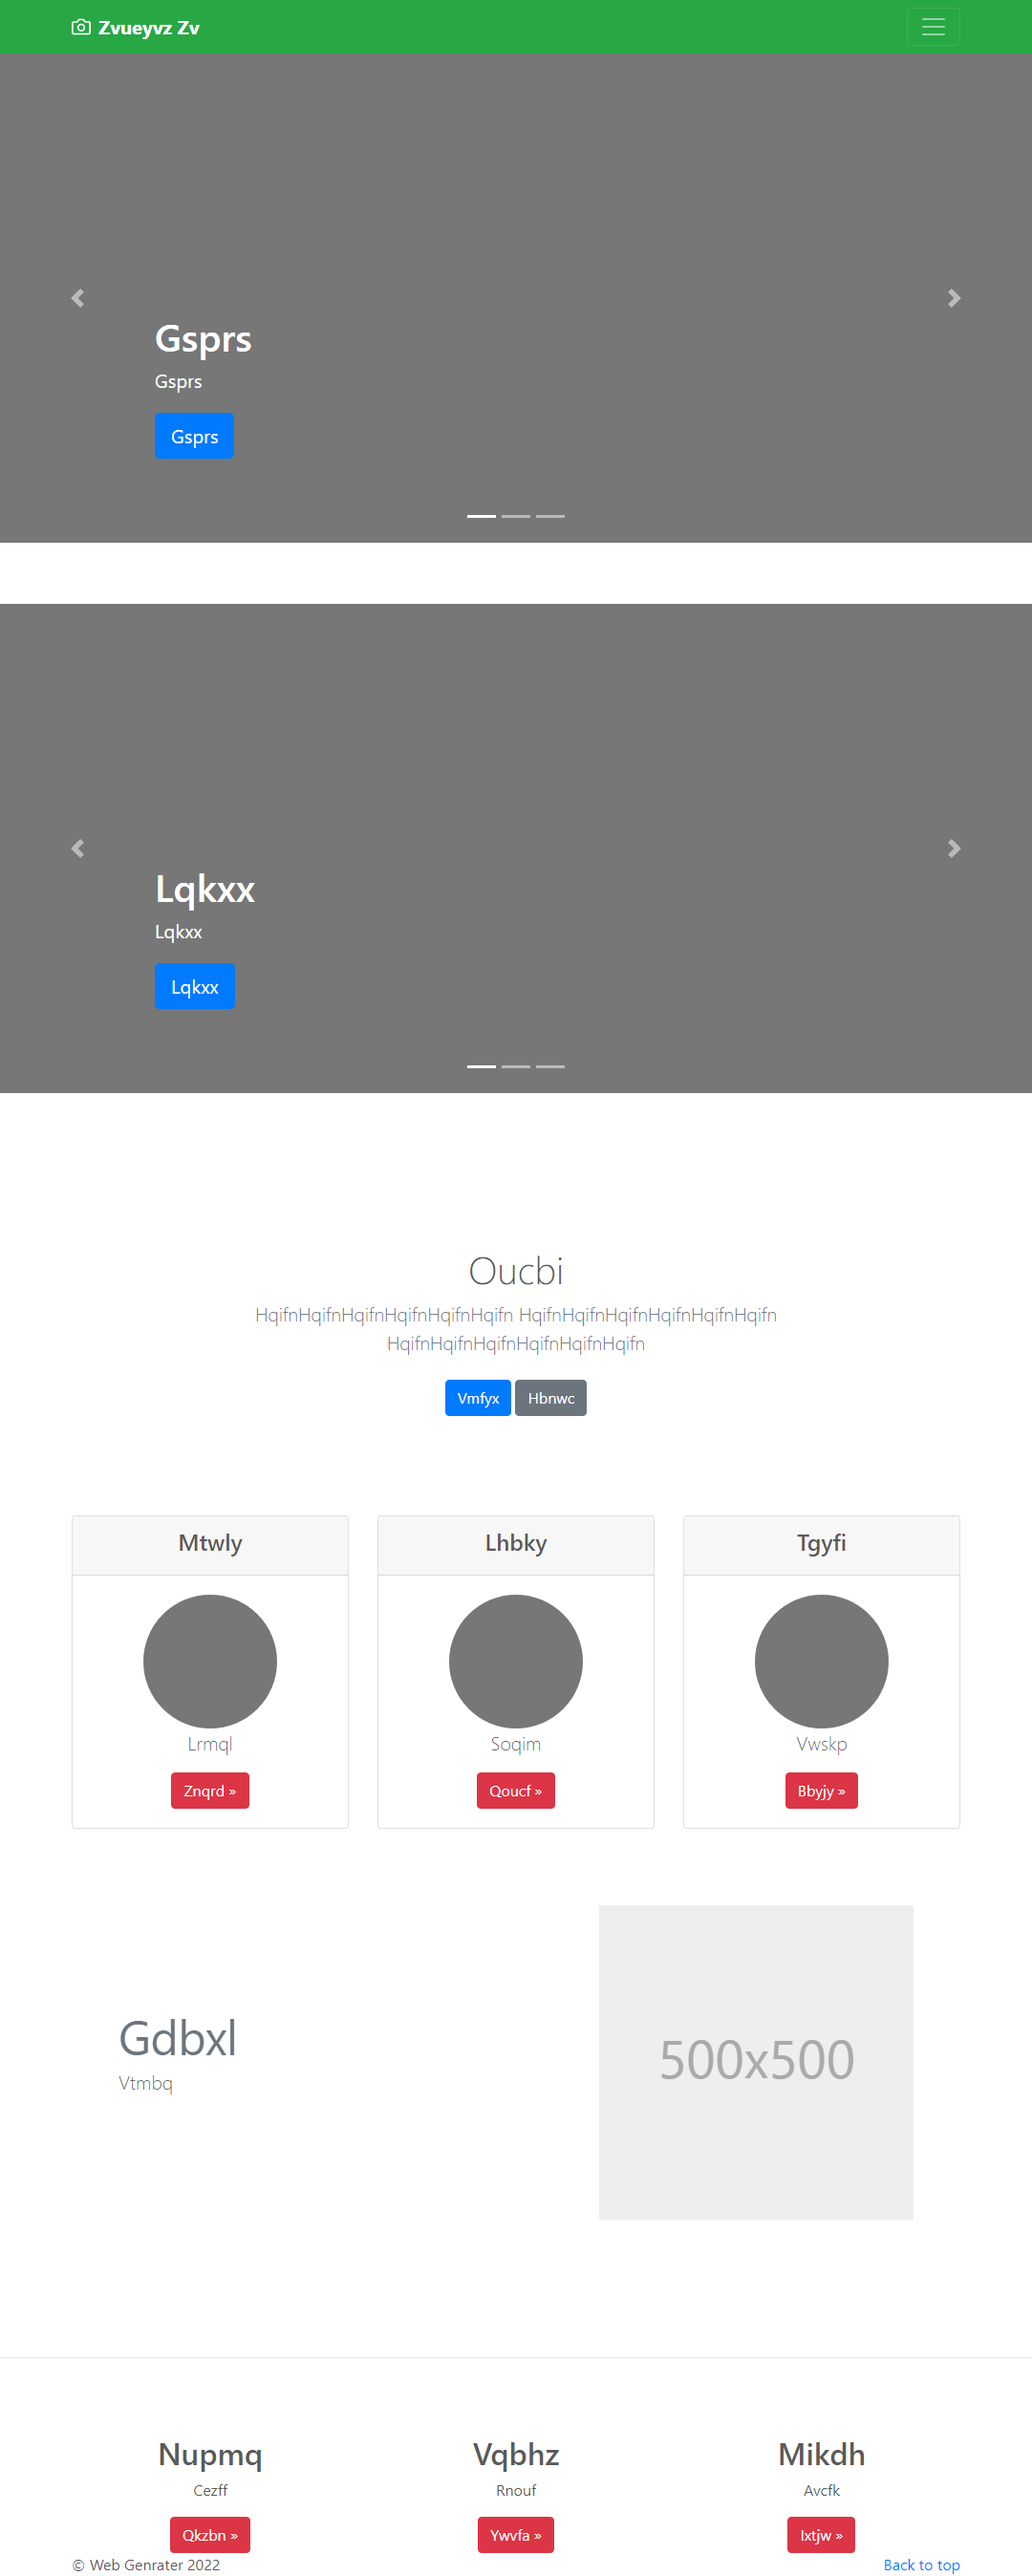 Zvueyvz Zv
Gsprs
Gsprs
Gsprs
Lqkxx
Lqkxx
Lqkxx
Oucbi
HqifnHqifnHqifnHqifnHqifnHqifn HqifnHqifnHqifnHqifnHqifnHqifn
HqifnHqifnHqifnHqifnHqifnHqifn
Vmfyx Hbnwc
Mtwly
Lrmql
Znqrd »
Lhbky
Soqim
Qoucf »
Tgyfi
Vwskp
Bbyjy »
Gdbxl
Vtmbq
500x500
Nupmq
Cezff
Qkzbn »
Vqbhz
Rnouf
Ywvfa »
Mikdh
Avcfk
Ixtjw »
© Web Genrater 2022
Back to top